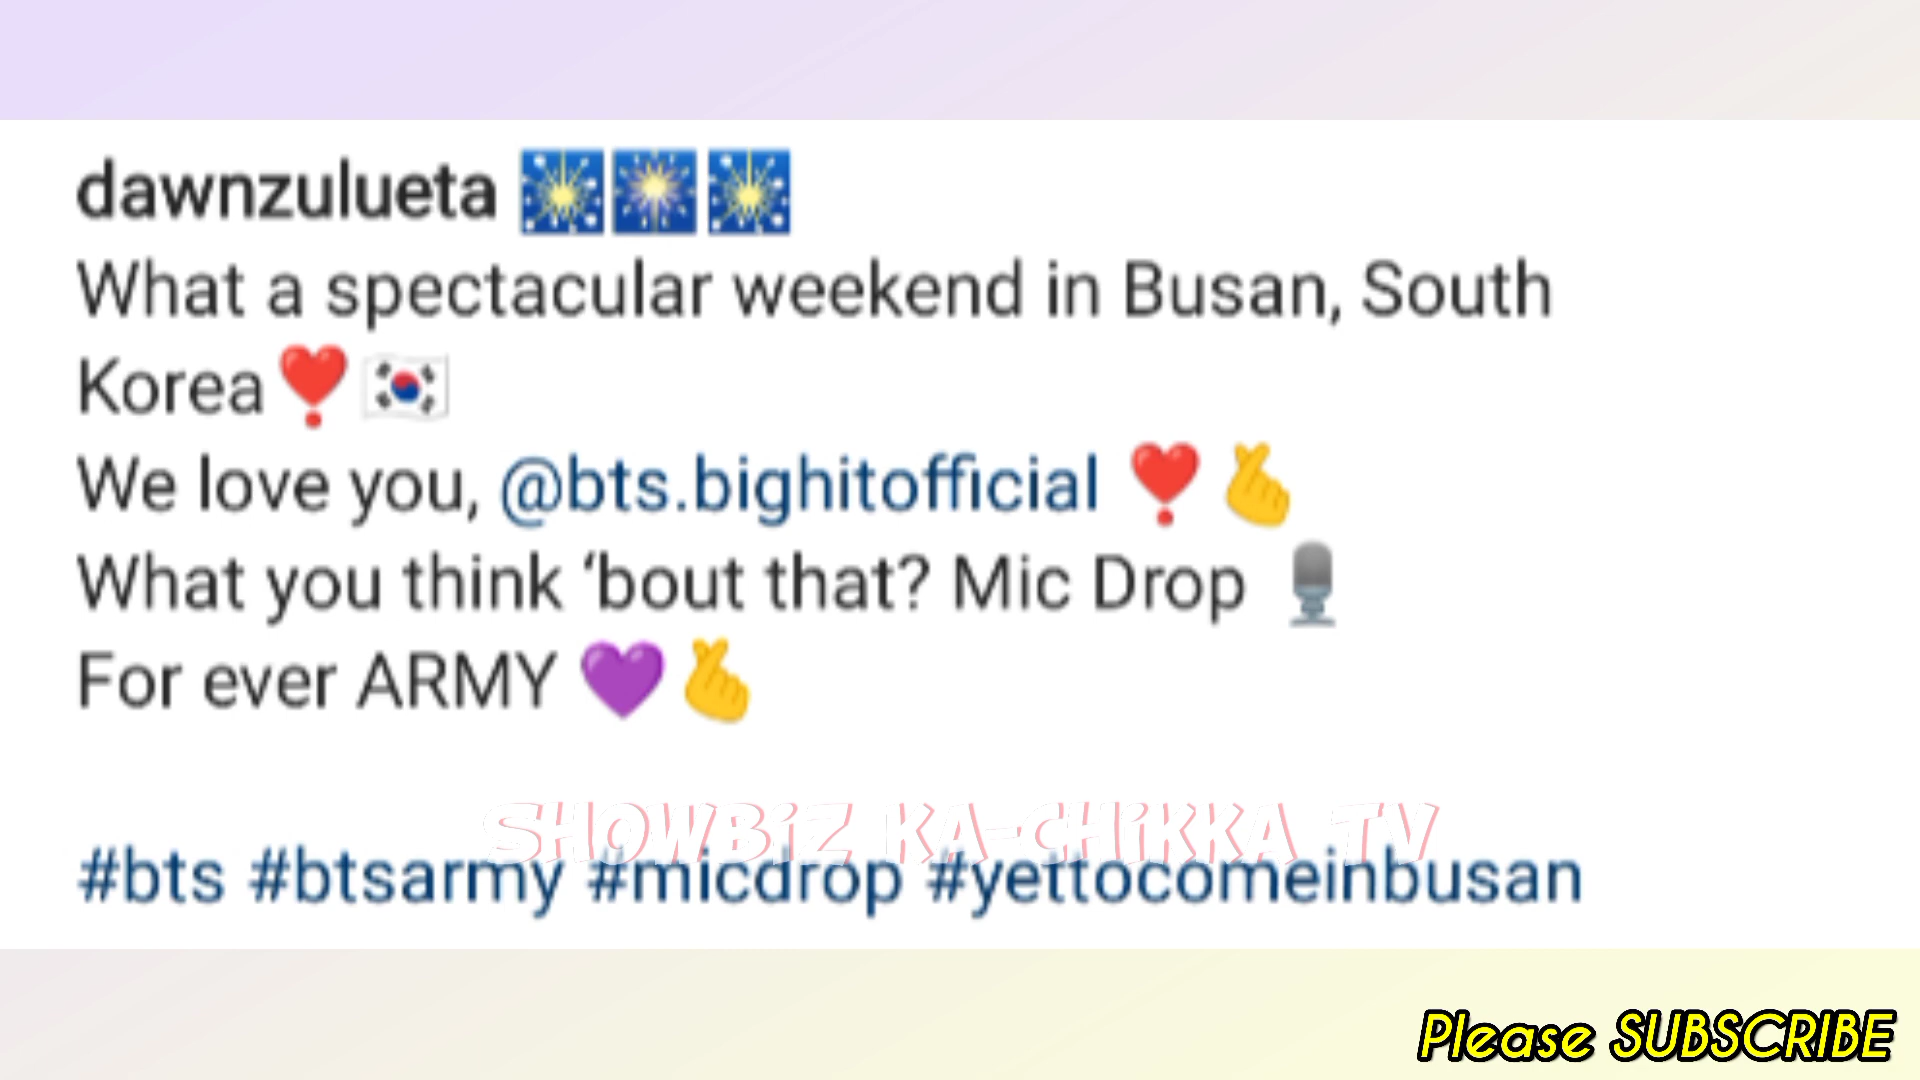 dawnzulueta 🎇🎆🎇
What a spectacular weekend in Busan, South
Korea❣️🇰🇷
We love you, @bts.bighitofficial ❣️🫰
What you think ‘bout that? Mic Drop 🎙️
For ever ARMY 💜🫰
SHOWBiZ KA-CHiKKA TV
#bts #btsarmy #micdrop #yettocomeinbusan
Please SUBSCRIBE